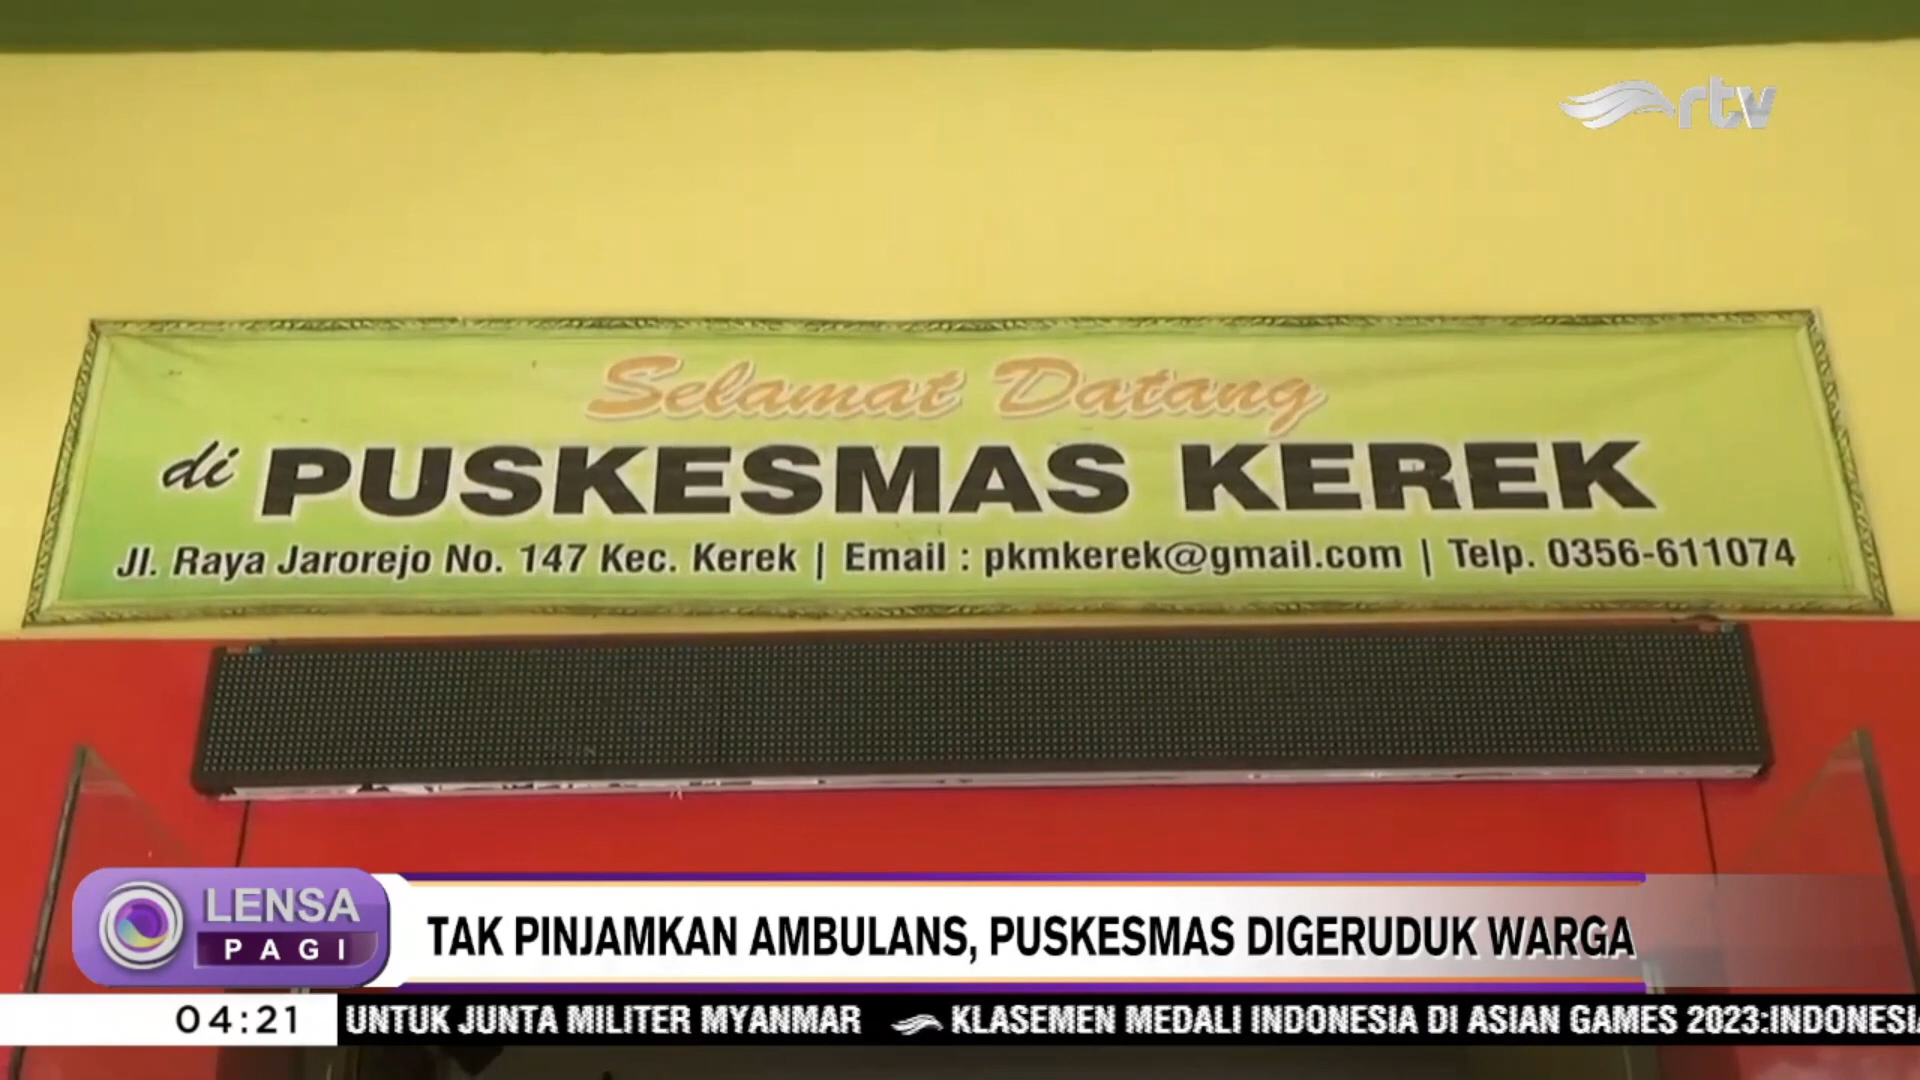 rtv
Selamat Datang
di PUSKESMAS KEREK
Jl. Raya Jarorejo No. 147 Kec. Kerek | Email : pkmkerek@gmail.com | Telp. 0356-611074
LENSA
PAGI
TAK PINJAMKAN AMBULANS, PUSKESMAS DIGERUDUK WARGA
04:21
UNTUK JUNTA MILITER MYANMAR KLASEMEN MEDALI INDONESIA DI ASIAN GAMES 2023:INDONESI